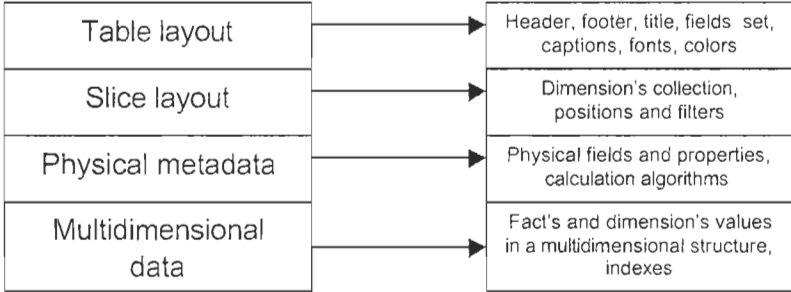 Table layout
Header, footer, title, fields set,
captions, fonts, colors
Slice layout
Dimension's collection,
positions and filters
Physical metadata
Physical fields and properties,
calculation algorithms
Multidimensional
data
Fact's and dimension's values
in a multidimensional structure,
indexes